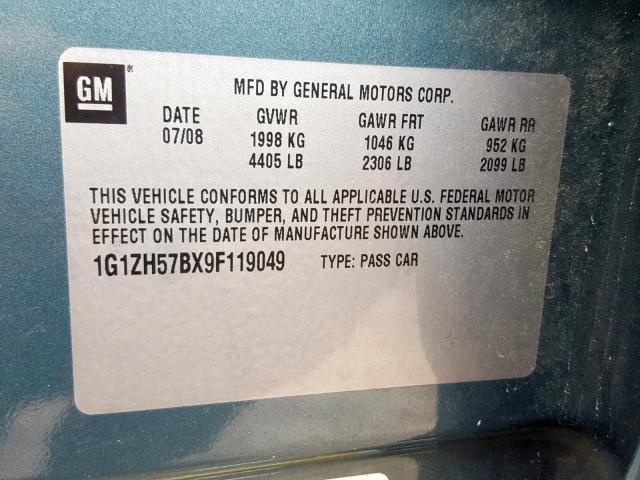 GM ®
MFD BY GENERAL MOTORS CORP.
DATE GVWR GAWR FRT GAWR RR
07/08 1998 KG 1046 KG 952 KG
4405 LB 2306 LB 2099 LB
THIS VEHICLE CONFORMS TO ALL APPLICABLE U.S. FEDERAL MOTOR
VEHICLE SAFETY, BUMPER, AND THEFT PREVENTION STANDARDS IN
EFFECT ON THE DATE OF MANUFACTURE SHOWN ABOVE.
1G1ZH57BX9F119049 TYPE: PASS CAR